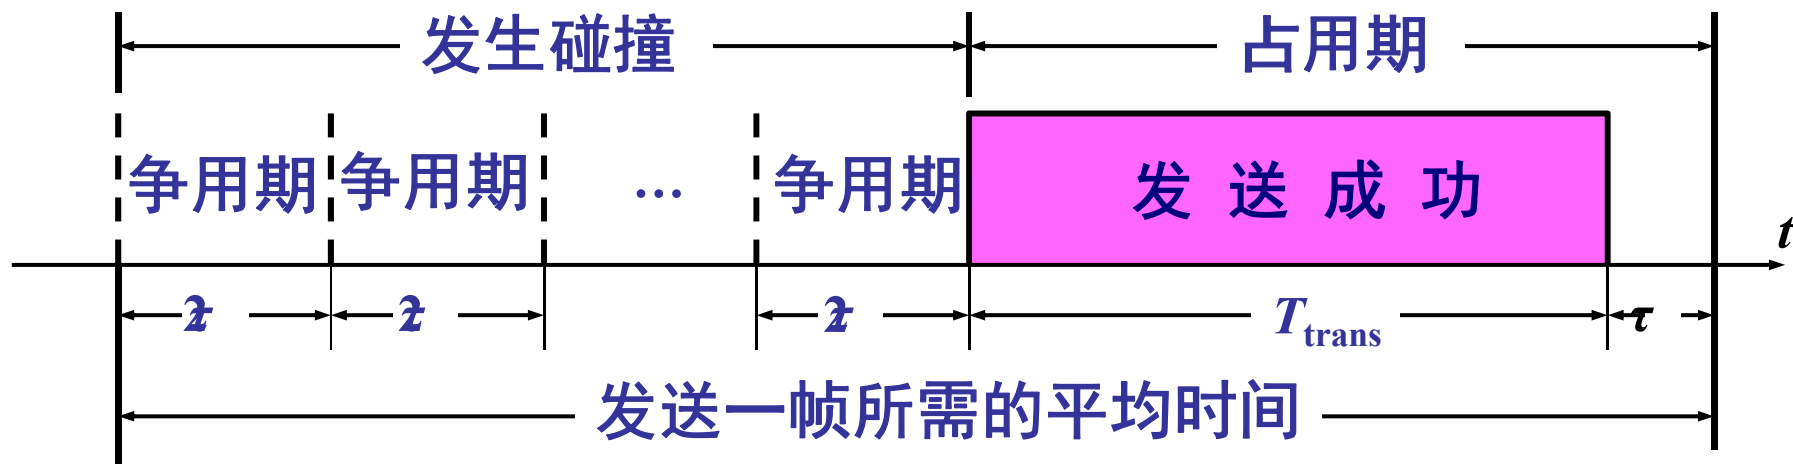 发生碰撞 占用期
争用期 争用期 … 争用期 发送成功
t
2τ 2τ 2τ T trans τ
发送一帧所需的平均时间